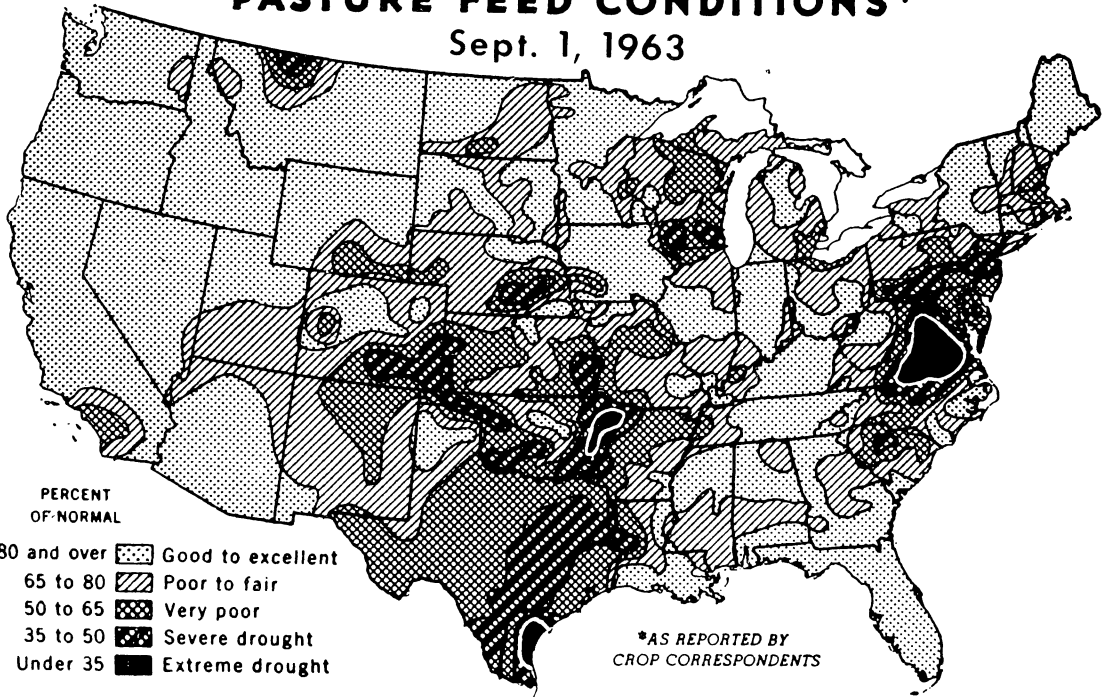 PASTURE FEED CONDITIONS*
Sept. 1, 1963
PERCENT
OF NORMAL
80 and over Good to excellent
65 to 80 Poor to fair
50 to 65 Very poor
35 to 50 Severe drought
Under 35 Extreme drought
*AS REPORTED BY
CROP CORRESPONDENTS